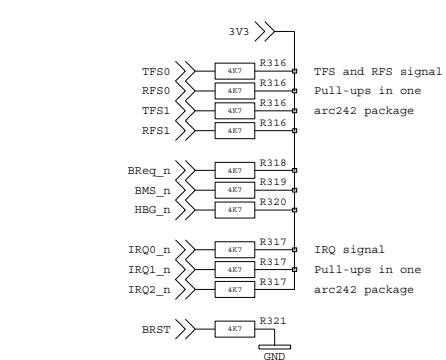 3V3
TFS0 4K7 R316 TFS and RFS signal
RFS0 4K7 R316 Pull-ups in one
TFS1 4K7 R316 arc242 package
RFS1 4K7 R316
BReq_n 4K7 R318
BMS_n 4K7 R319
HBG_n 4K7 R320
IRQ0_n 4K7 R317 IRQ signal
IRQ1_n 4K7 R317 Pull-ups in one
IRQ2_n 4K7 R317 arc242 package
BRST 4K7 R321
GND